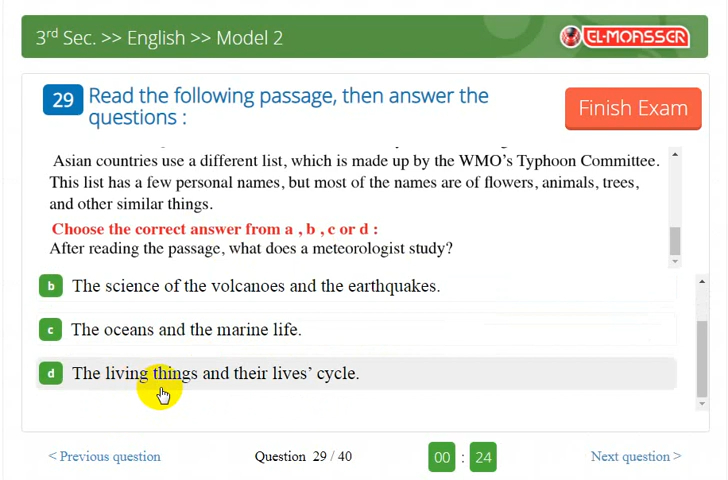 3rd Sec. >> English >> Model 2
EL-MOASSER
29
Read the following passage, then answer the
questions :
Finish Exam
Asian countries use a different list, which is made up by the WMO's Typhoon Committee.
This list has a few personal names, but most of the names are of flowers, animals, trees,
and other similar things.
Choose the correct answer from a , b , c or d :
After reading the passage, what does a meteorologist study?
b The science of the volcanoes and the earthquakes.
c The oceans and the marine life.
d The living things and their lives' cycle.
< Previous question
Question 29 / 40
00 : 24
Next question >